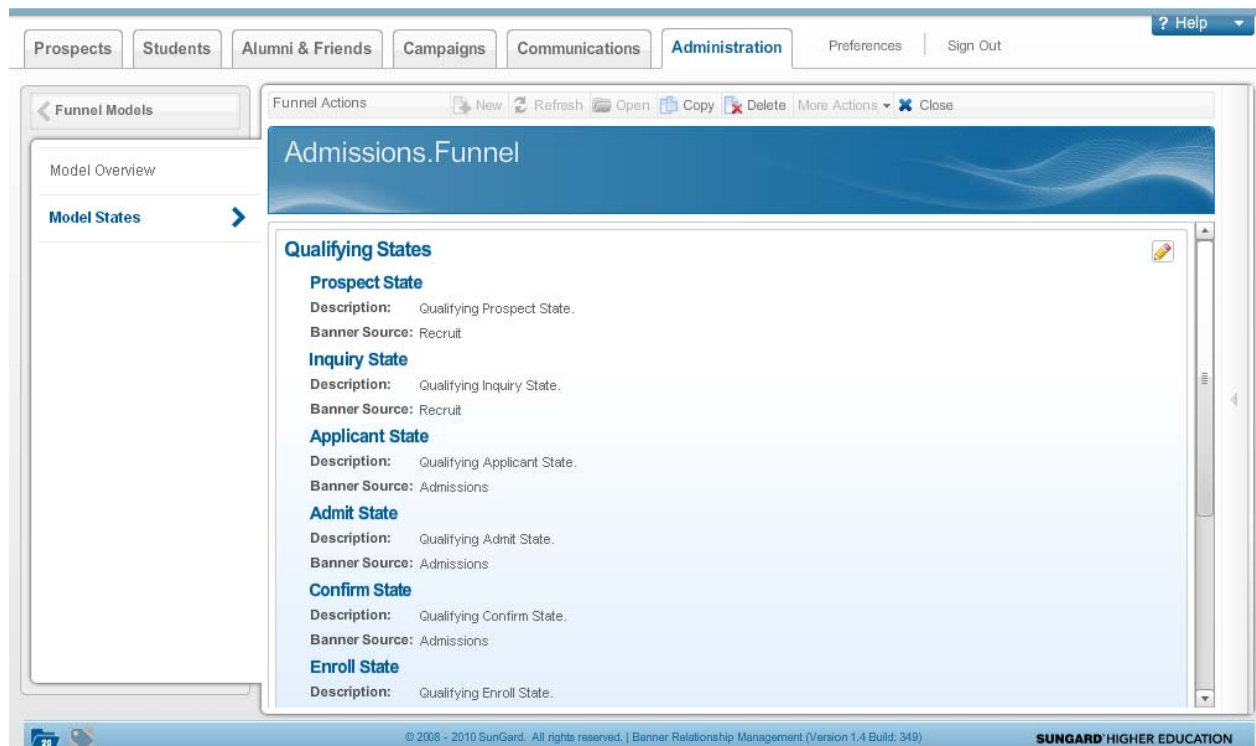 ? Help
Prospects Students Alumni & Friends Campaigns Communications Administration Preferences Sign Out
Funnel Models
Funnel Actions New Refresh Open Copy Delete More Actions Close
Model Overview
Model States
Admissions.Funnel
Qualifying States
Prospect State
Description: Qualifying Prospect State.
Banner Source: Recruit
Inquiry State
Description: Qualifying Inquiry State.
Banner Source: Recruit
Applicant State
Description: Qualifying Applicant State.
Banner Source: Admissions
Admit State
Description: Qualifying Admit State.
Banner Source: Admissions
Confirm State
Description: Qualifying Confirm State.
Banner Source: Admissions
Enroll State
Description: Qualifying Enroll State.
20
© 2008 - 2010 SunGard. All rights reserved. | Banner Relationship Management (Version 1.4 Build: 349)
SUNGARD' HIGHER EDUCATION